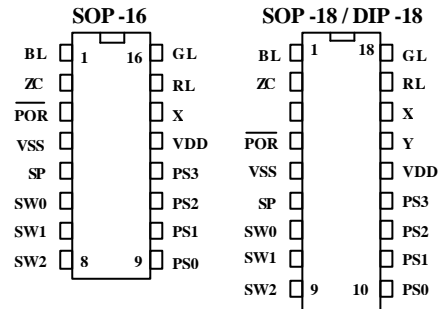 SOP -16
BL 1 16 GL
ZC RL
POR X
VSS VDD
SP PS3
SW0 PS2
SW1 PS1
SW2 8 9 PS0
SOP -18 / DIP -18
BL 1 18 GL
ZC RL
X
POR Y
VSS VDD
SP PS3
SW0 PS2
SW1 PS1
SW2 9 10 PS0